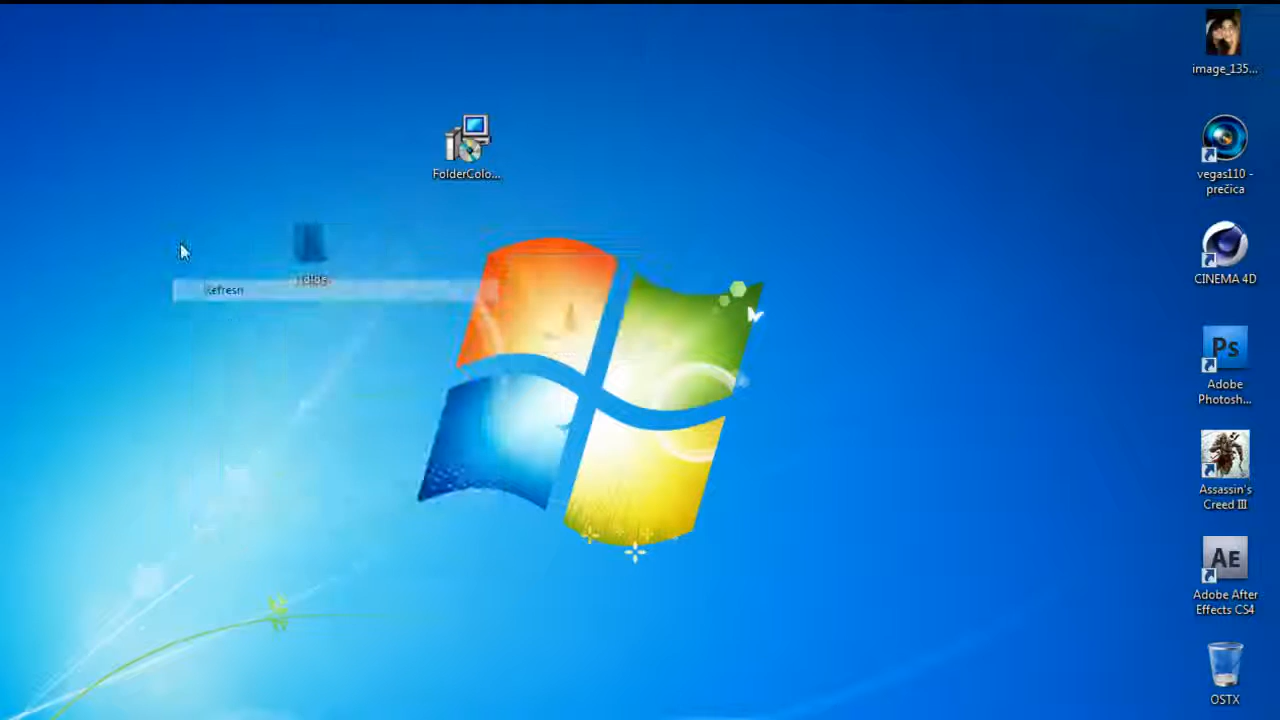 image_135...
FolderColo...
vegas110 -
prečica
Refresh
CINEMA 4D
Ps
Adobe
Photosh...
Assassin's
Creed III
AE
Adobe After
Effects CS4
OSTX